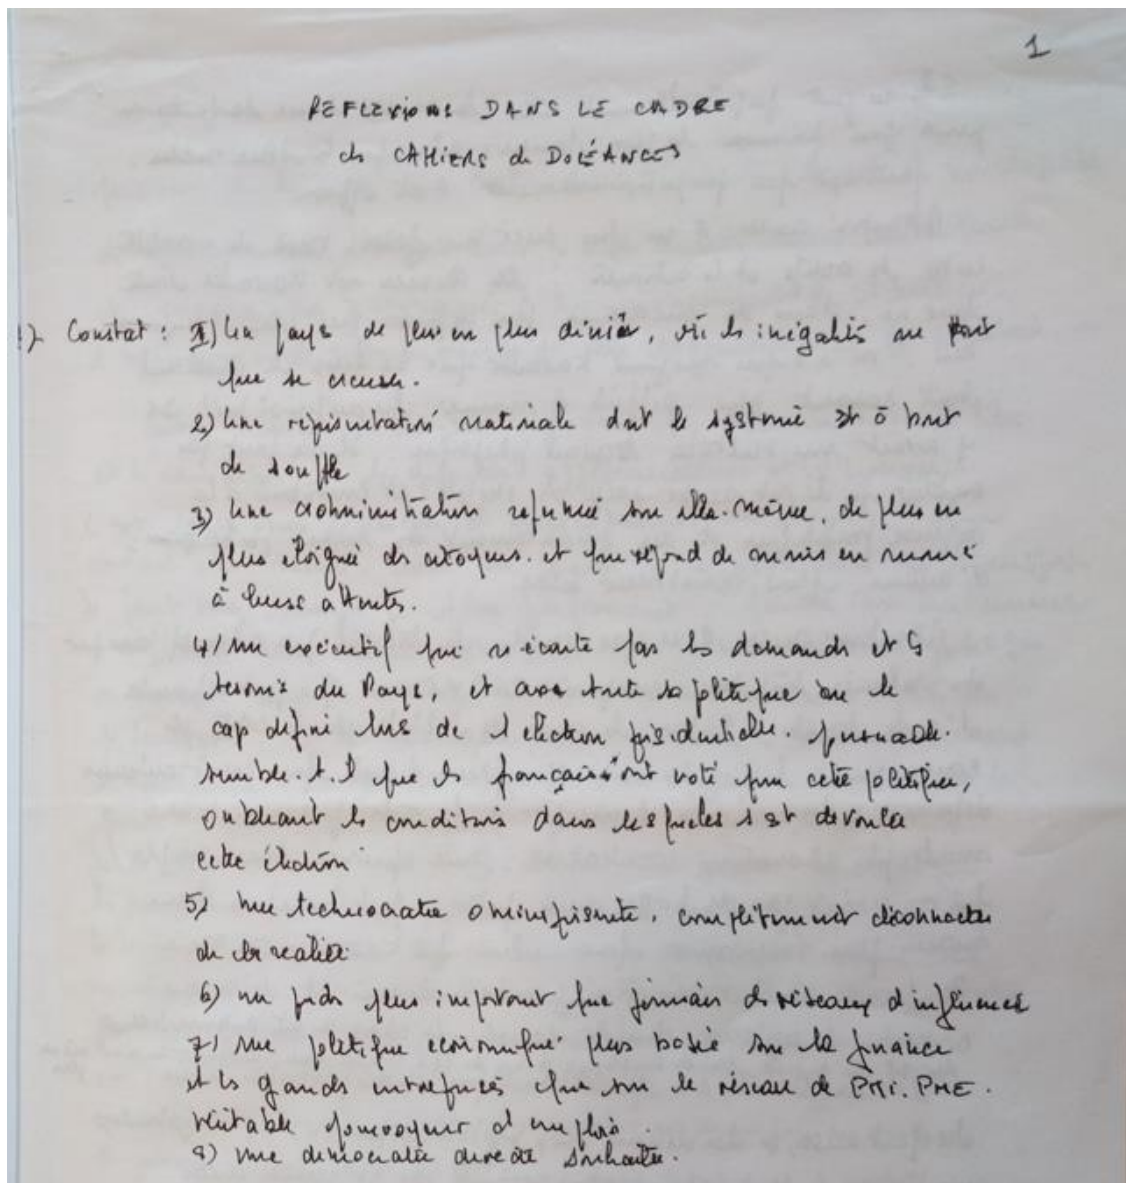 1
REFLEXIONS DANS LE CADRE
des CAHIERS de DOLÉANCES
1) Constat : 1) Un pays de plus en plus divisé, où les inégalités ne font
que se creuser.
2) Une représentation nationale dont le système est à bout
de souffle
3) Une administration refermée sur elle-même, de plus en
plus éloignée des citoyens. et qui répond de moins en moins
à leurs attentes.
4/ un exécutif qui n'écoute pas les demandes et les
besoins du Pays, et axe toute sa politique sur le
cap défini lors de l'élection présidentielle. persuadé.
semble-t-il que les français ont voté pour cette politique,
oubliant les conditions dans lesquelles s'est déroulée
cette élection
5) une technocratie omniprésente, complètement déconnectée
de la réalité
6) un poids plus important que jamais des réseaux d'influence
7) une politique économique plus basée sur la finance
et les grands entreprises que sur le réseau de PMI. PME.
véritable pourvoyeur d'emplois.
8) une démocratie directe souhaitée.